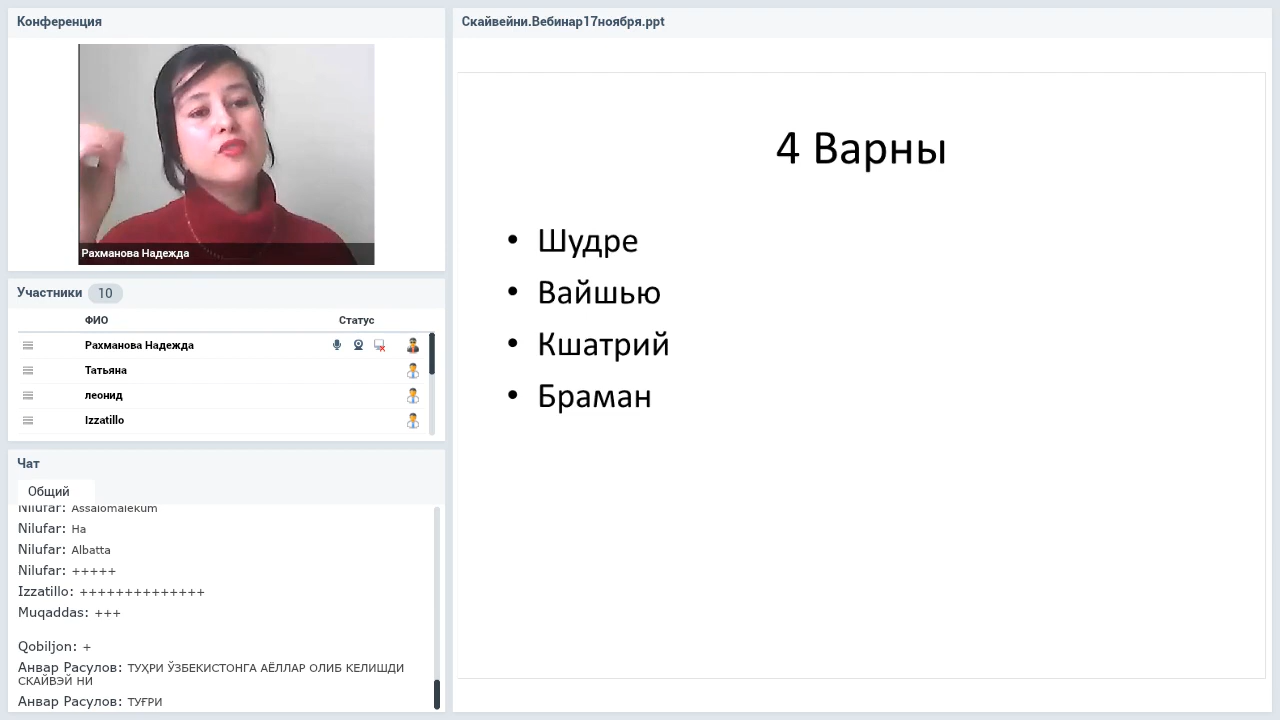 Конференция
Рахманова Надежда
Участники 10
ФИО Статус
Рахманова Надежда
Татьяна
леонид
Izzatillo
Чат
Общий
Nilufar: Assalomalekum
Nilufar: Ha
Nilufar: Albatta
Nilufar: +++++
Izzatillo: ++++++++++++++
Muqaddas: +++
Qobiljon: +
Анвар Расулов: ТУҲРИ ЎЗБЕКИСТОНГА АЁЛЛАР ОЛИБ КЕЛИШДИ
СКАЙВЭЙ НИ
Анвар Расулов: ТУҒРИ
Скайвейни.Вебинар17ноября.ppt
4 Варны
• Шудре
• Вайшью
• Кшатрий
• Браман